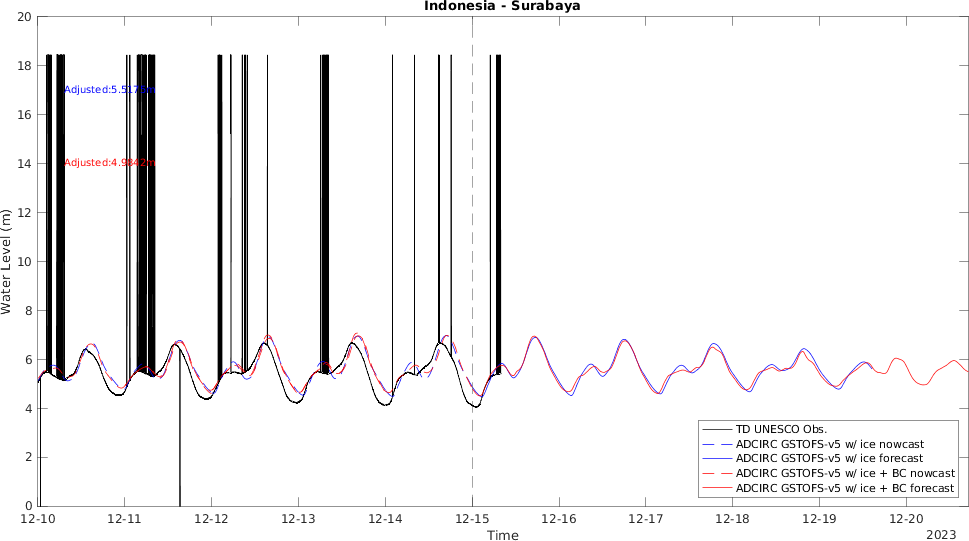 Indonesia - Surabaya
20
18
16
14
12
10
8
6
4
2
0
Water Level (m)
Adjusted:5.5173m
Adjusted:4.9842m
TD UNESCO Obs.
ADCIRC GSTOFS-v5 w/ ice nowcast
ADCIRC GSTOFS-v5 w/ ice forecast
ADCIRC GSTOFS-v5 w/ ice + BC nowcast
ADCIRC GSTOFS-v5 w/ ice + BC forecast
12-10 12-11 12-12 12-13 12-14 12-15 12-16 12-17 12-18 12-19 12-20
Time
2023